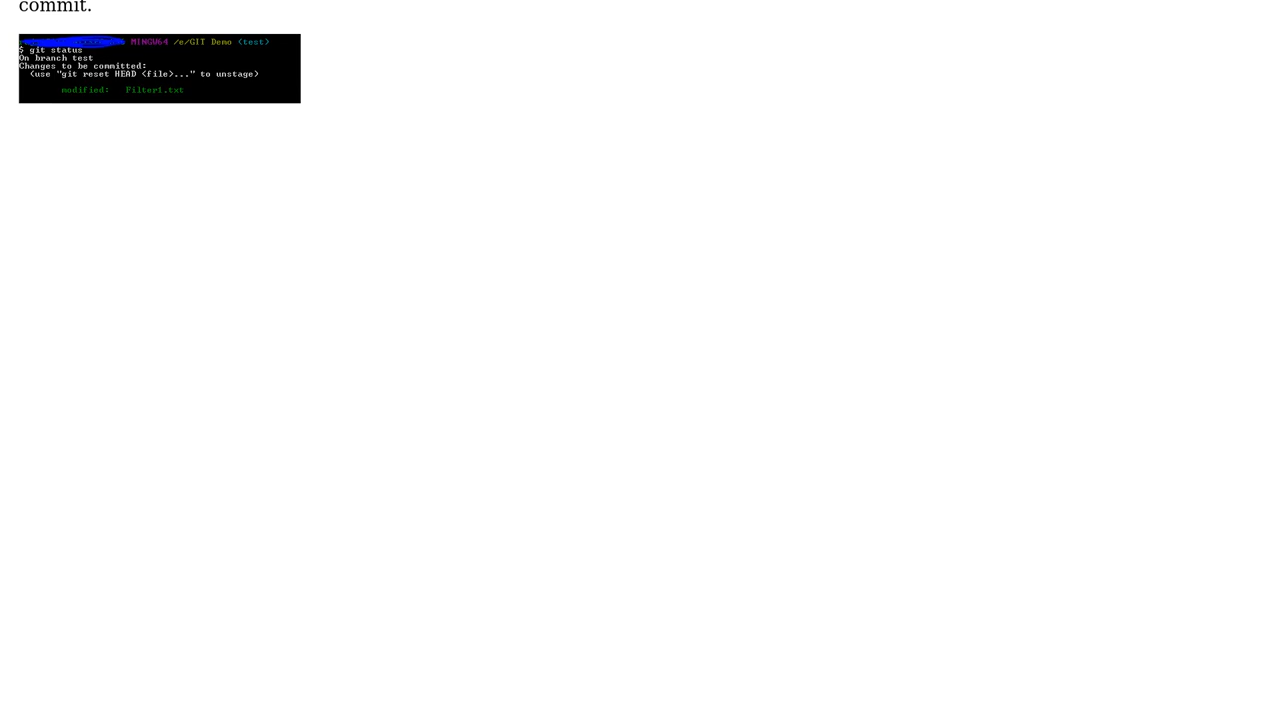 commit.
MINGW64 /e/GIT Demo (test)
$ git status
On branch test
Changes to be committed:
(use "git reset HEAD <file>..." to unstage)
modified: Filter1.txt